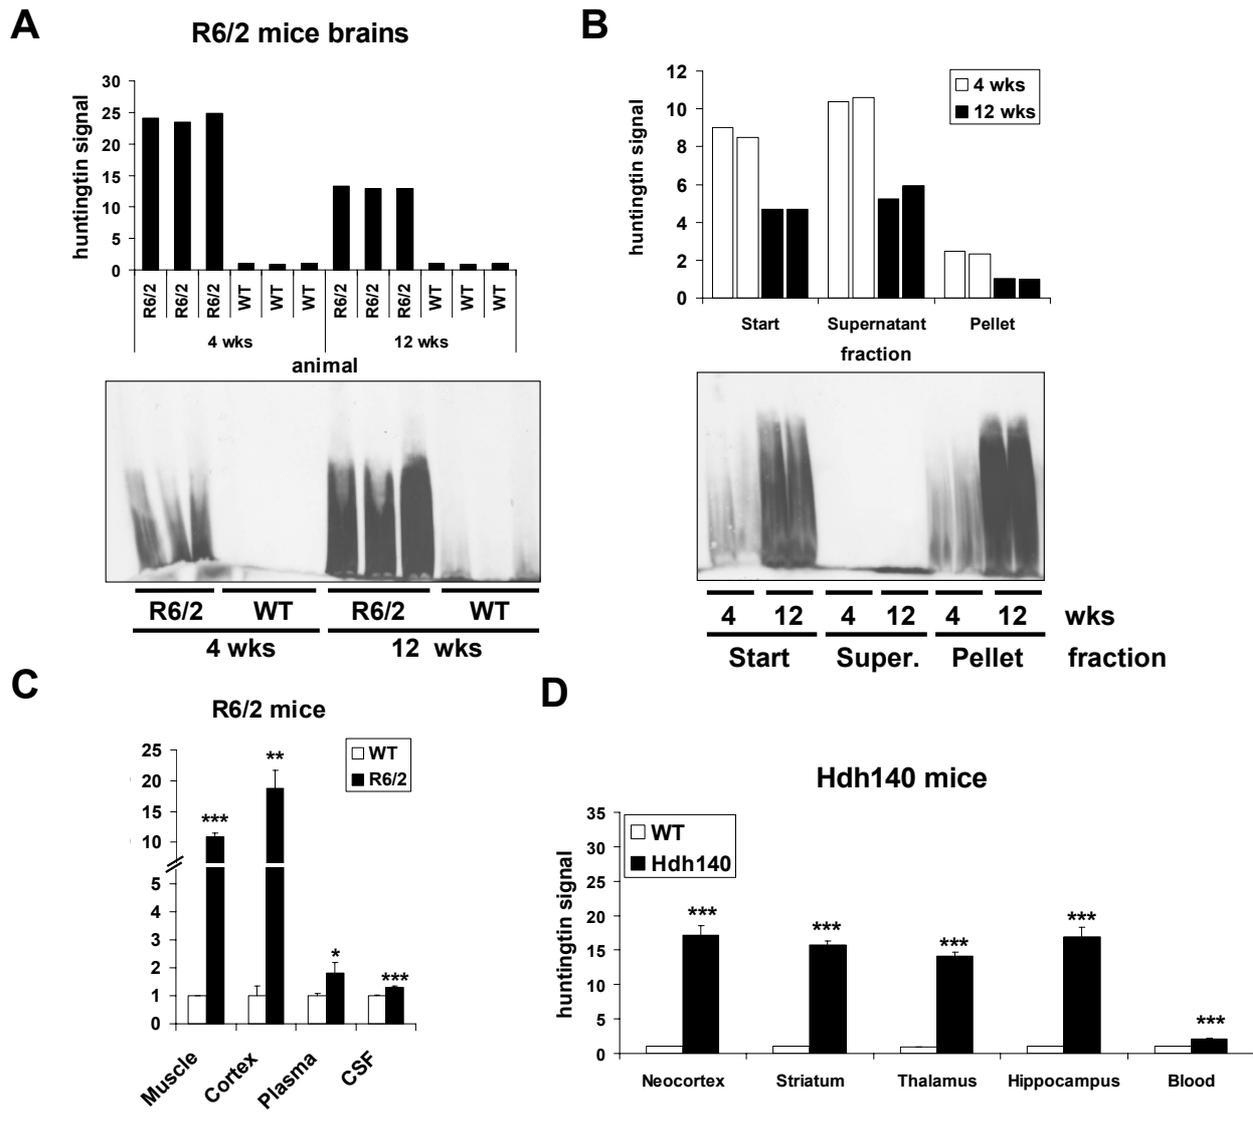 A
R6/2 mice brains
huntingtin signal
30
25
20
15
10
5
0
R6/2 R6/2 R6/2 WT WT WT R6/2 R6/2 R6/2 WT WT WT
4 wks 12 wks
animal
R6/2 WT R6/2 WT
4 wks 12 wks
B
huntingtin signal
12
10
8
6
4
2
0
4 wks
12 wks
Start Supernatant Pellet
fraction
4 12 4 12 4 12 wks
Start Super. Pellet fraction
C
R6/2 mice
WT
R6/2
25
20
15
10
5
4
3
2
1
0
*** ** * ***
Muscle Cortex Plasma CSF
D
Hdh140 mice
huntingtin signal
35
30
25
20
15
10
5
0
WT
Hdh140
*** *** *** *** ***
Neocortex Striatum Thalamus Hippocampus Blood